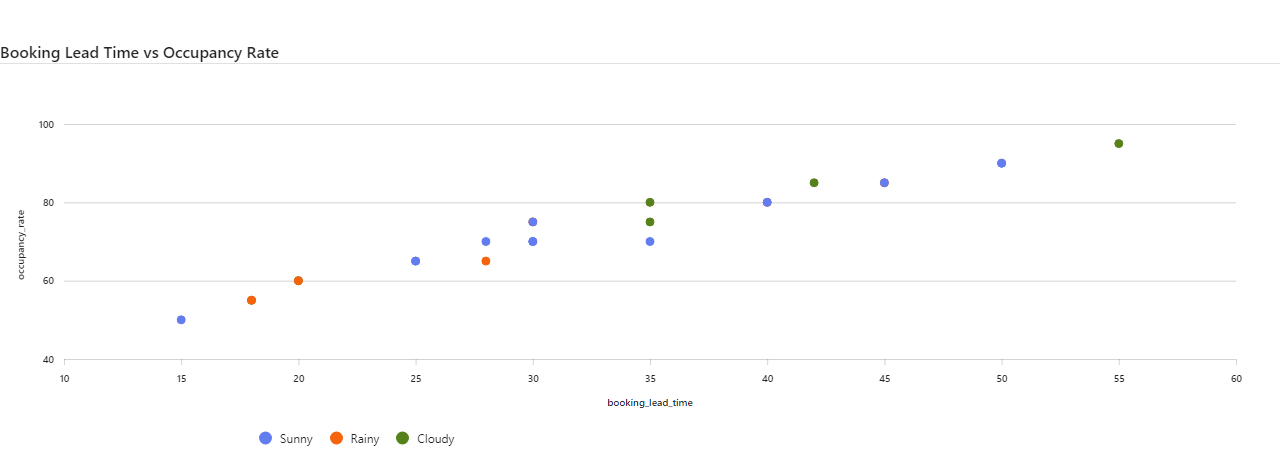 Booking Lead Time vs Occupancy Rate
100
80
60
40
occupancy_rate
10 15 20 25 30 35 40 45 50 55 60
booking_lead_time
Sunny Rainy Cloudy